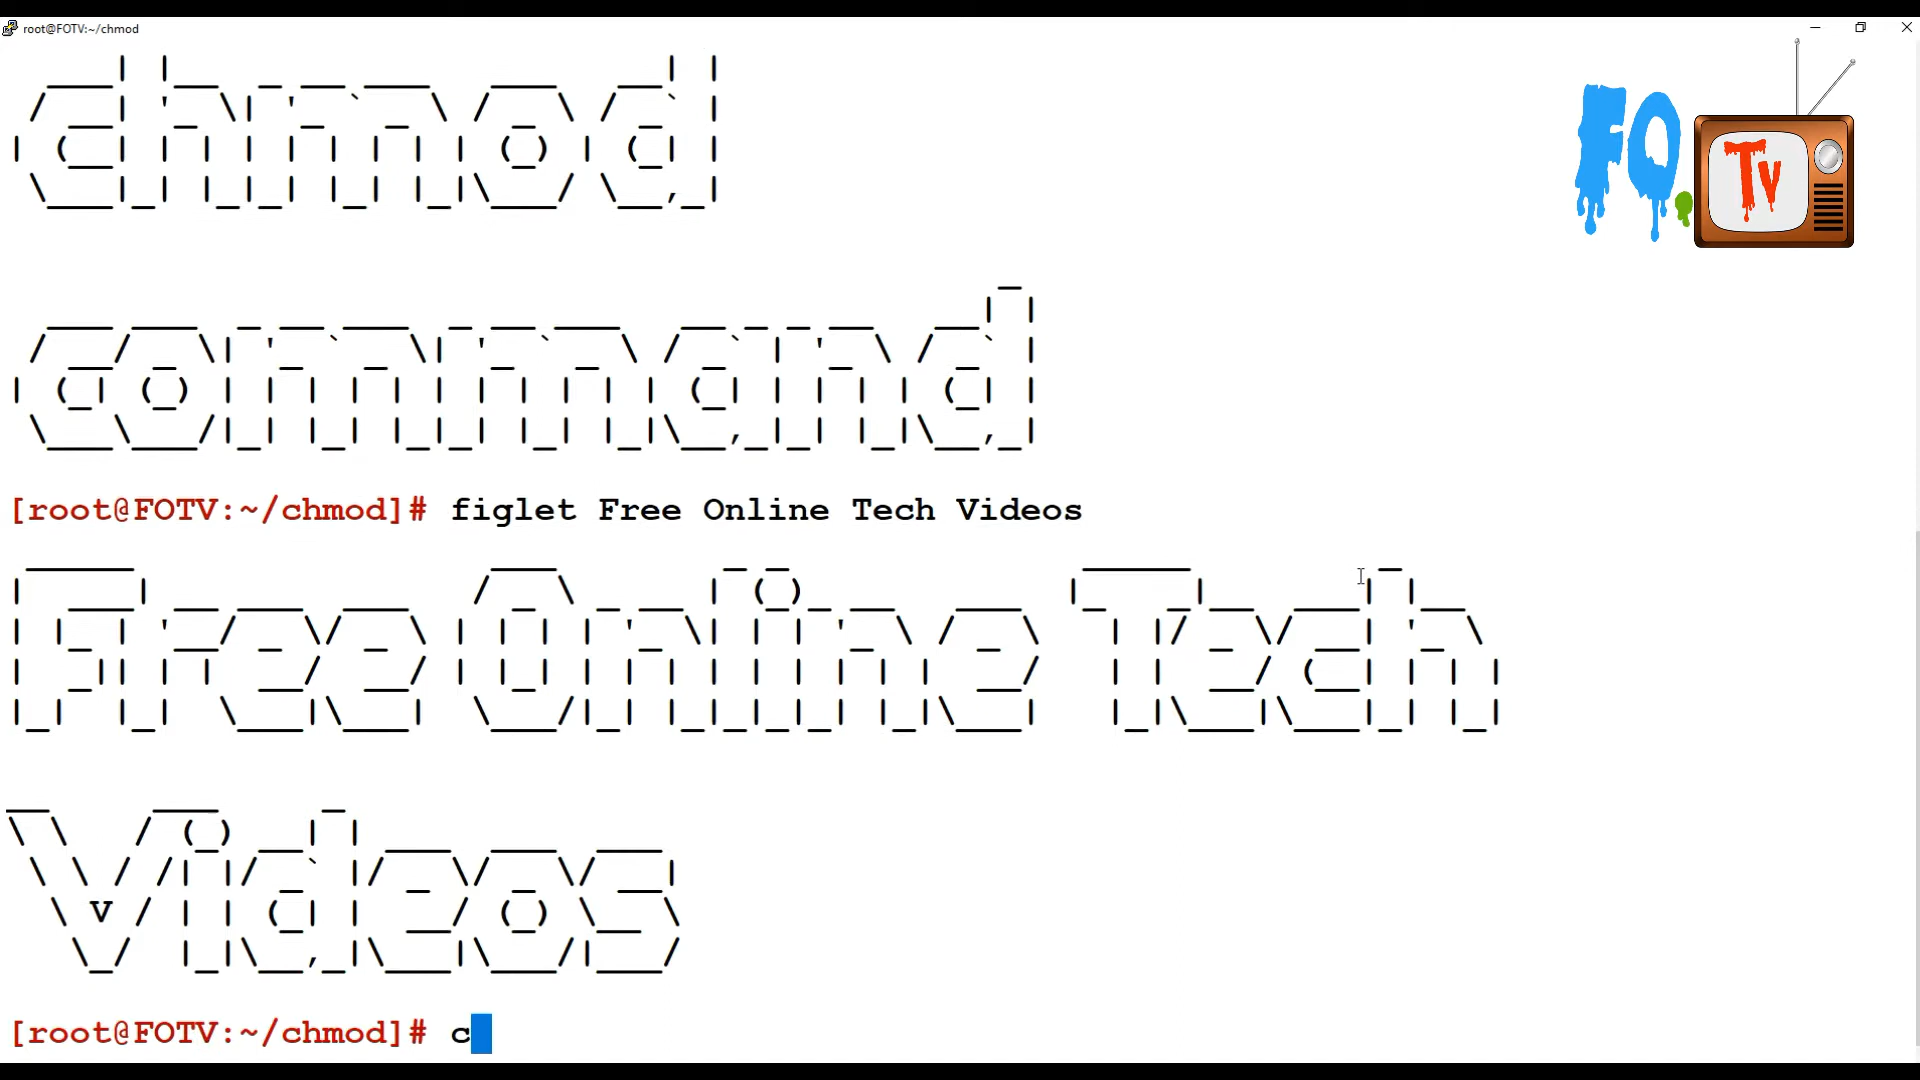 root@FOTV:~/chmod
FO.
Tv
chmod
command
[root@FOTV:~/chmod]# figlet Free Online Tech Videos
Free Online Tech
Videos
[root@FOTV:~/chmod]# c